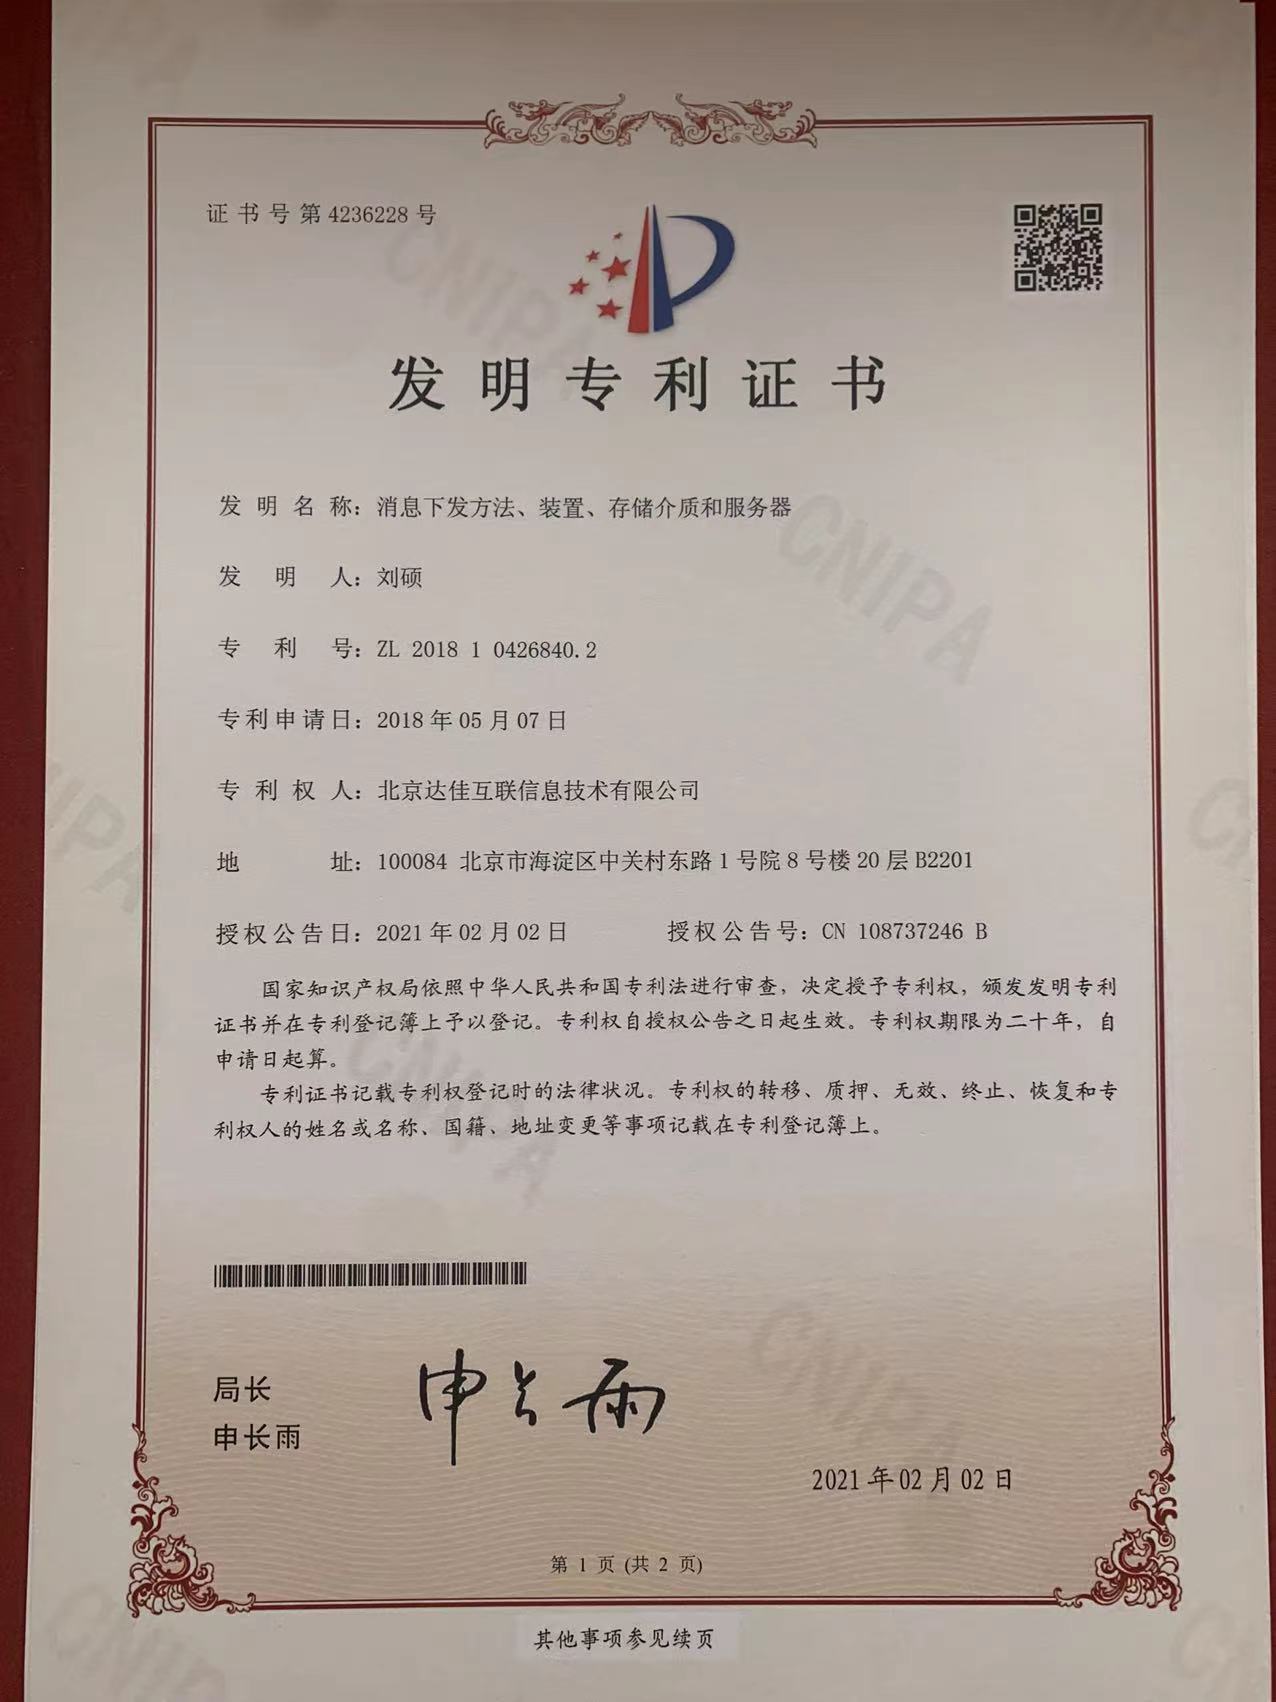 证书号第4236228号
发明专利证书
发明名称：消息下发方法、装置、存储介质和服务器
发明人：刘硕
专利号：ZL 2018 1 0426840.2
专利申请日：2018年05月07日
专利权人：北京达佳互联信息技术有限公司
地址：100084 北京市海淀区中关村东路1号院8号楼20层B2201
授权公告日：2021年02月02日 授权公告号：CN 108737246 B
国家知识产权局依照中华人民共和国专利法进行审查，决定授予专利权，颁发发明专利
证书并在专利登记簿上予以登记。专利权自授权公告之日起生效。专利权期限为二十年，自
申请日起算。
专利证书记载专利权登记时的法律状况。专利权的转移、质押、无效、终止、恢复和专
利权人的姓名或名称、国籍、地址变更等事项记载在专利登记簿上。
局长
申长雨
申长雨
2021年02月02日
第 1 页 (共 2 页)
其他事项参见续页
CNIPA
CNIPA
CNIPA
CNIPA
CNIPA